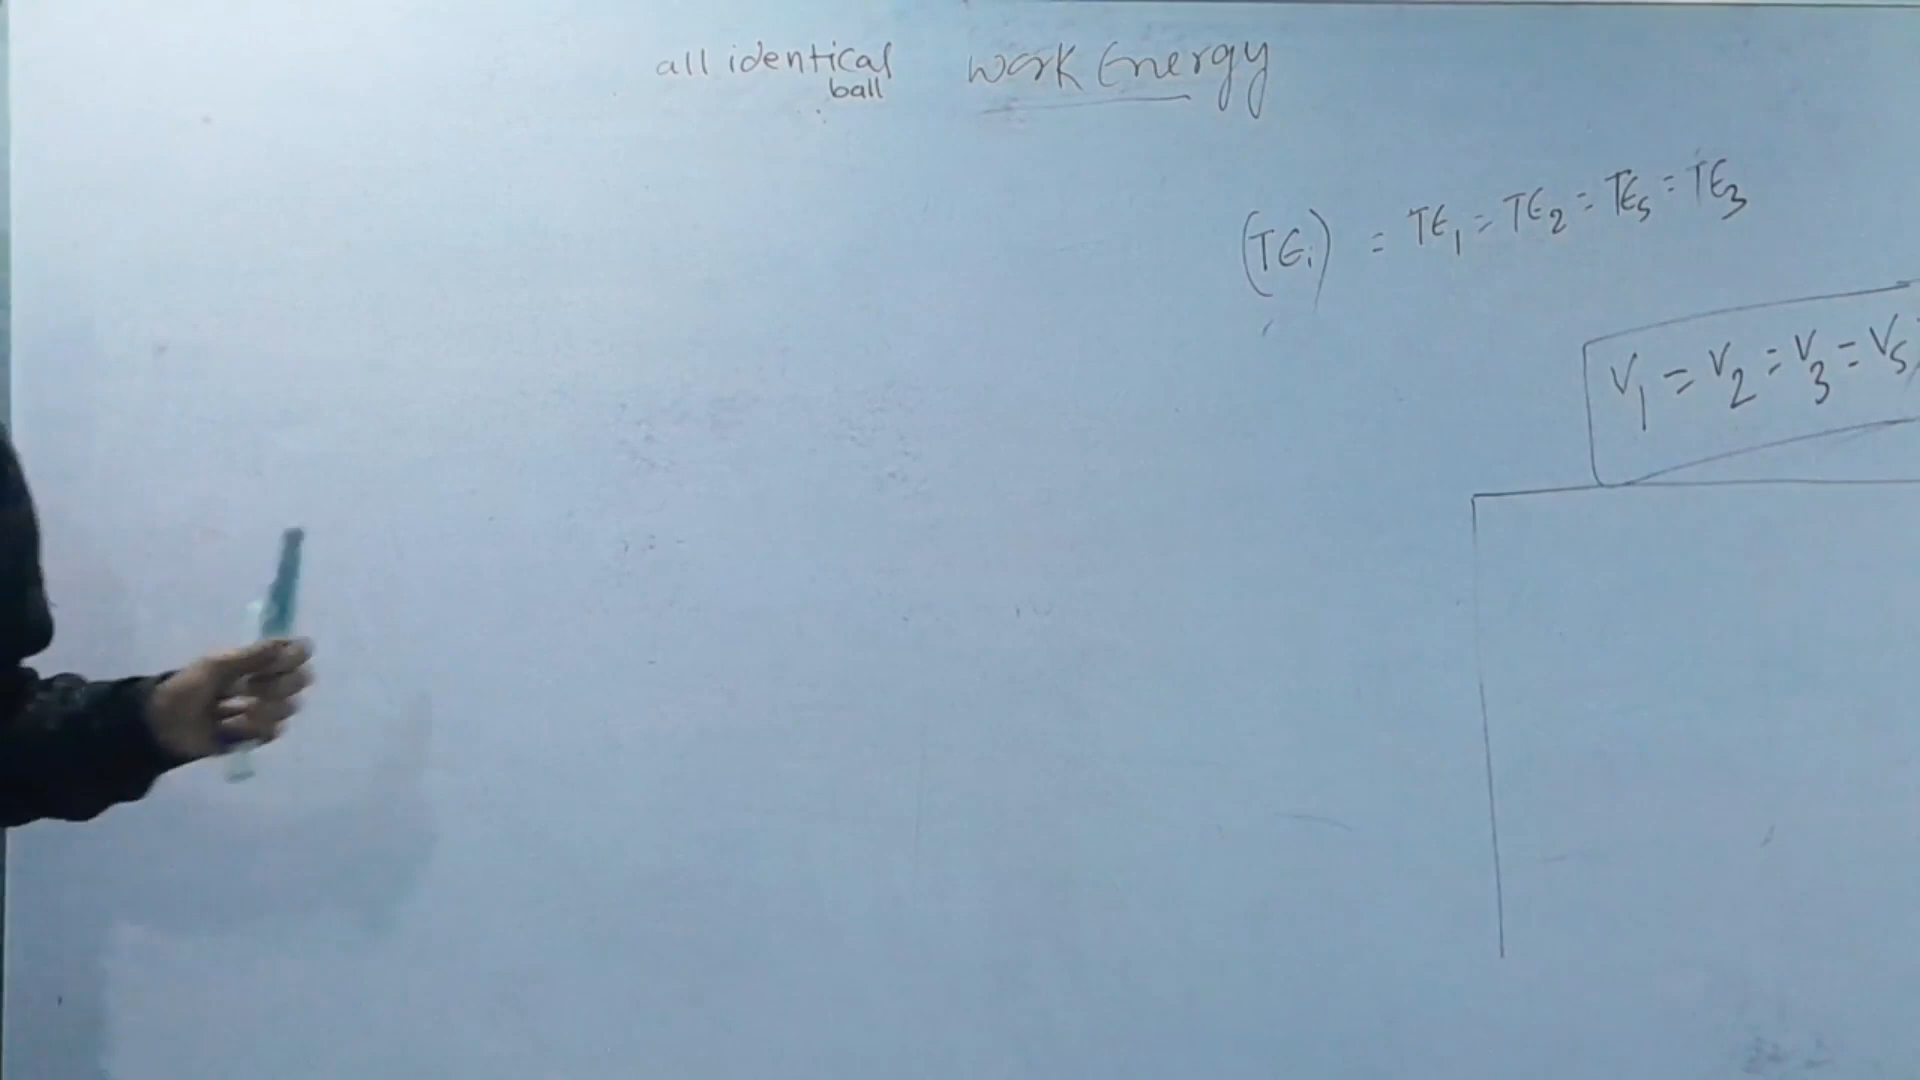 all identical work Energy
ball
(TEi) = TE1 = TE2 = TE5 = TE3
V1 = V2 = V3 = V5